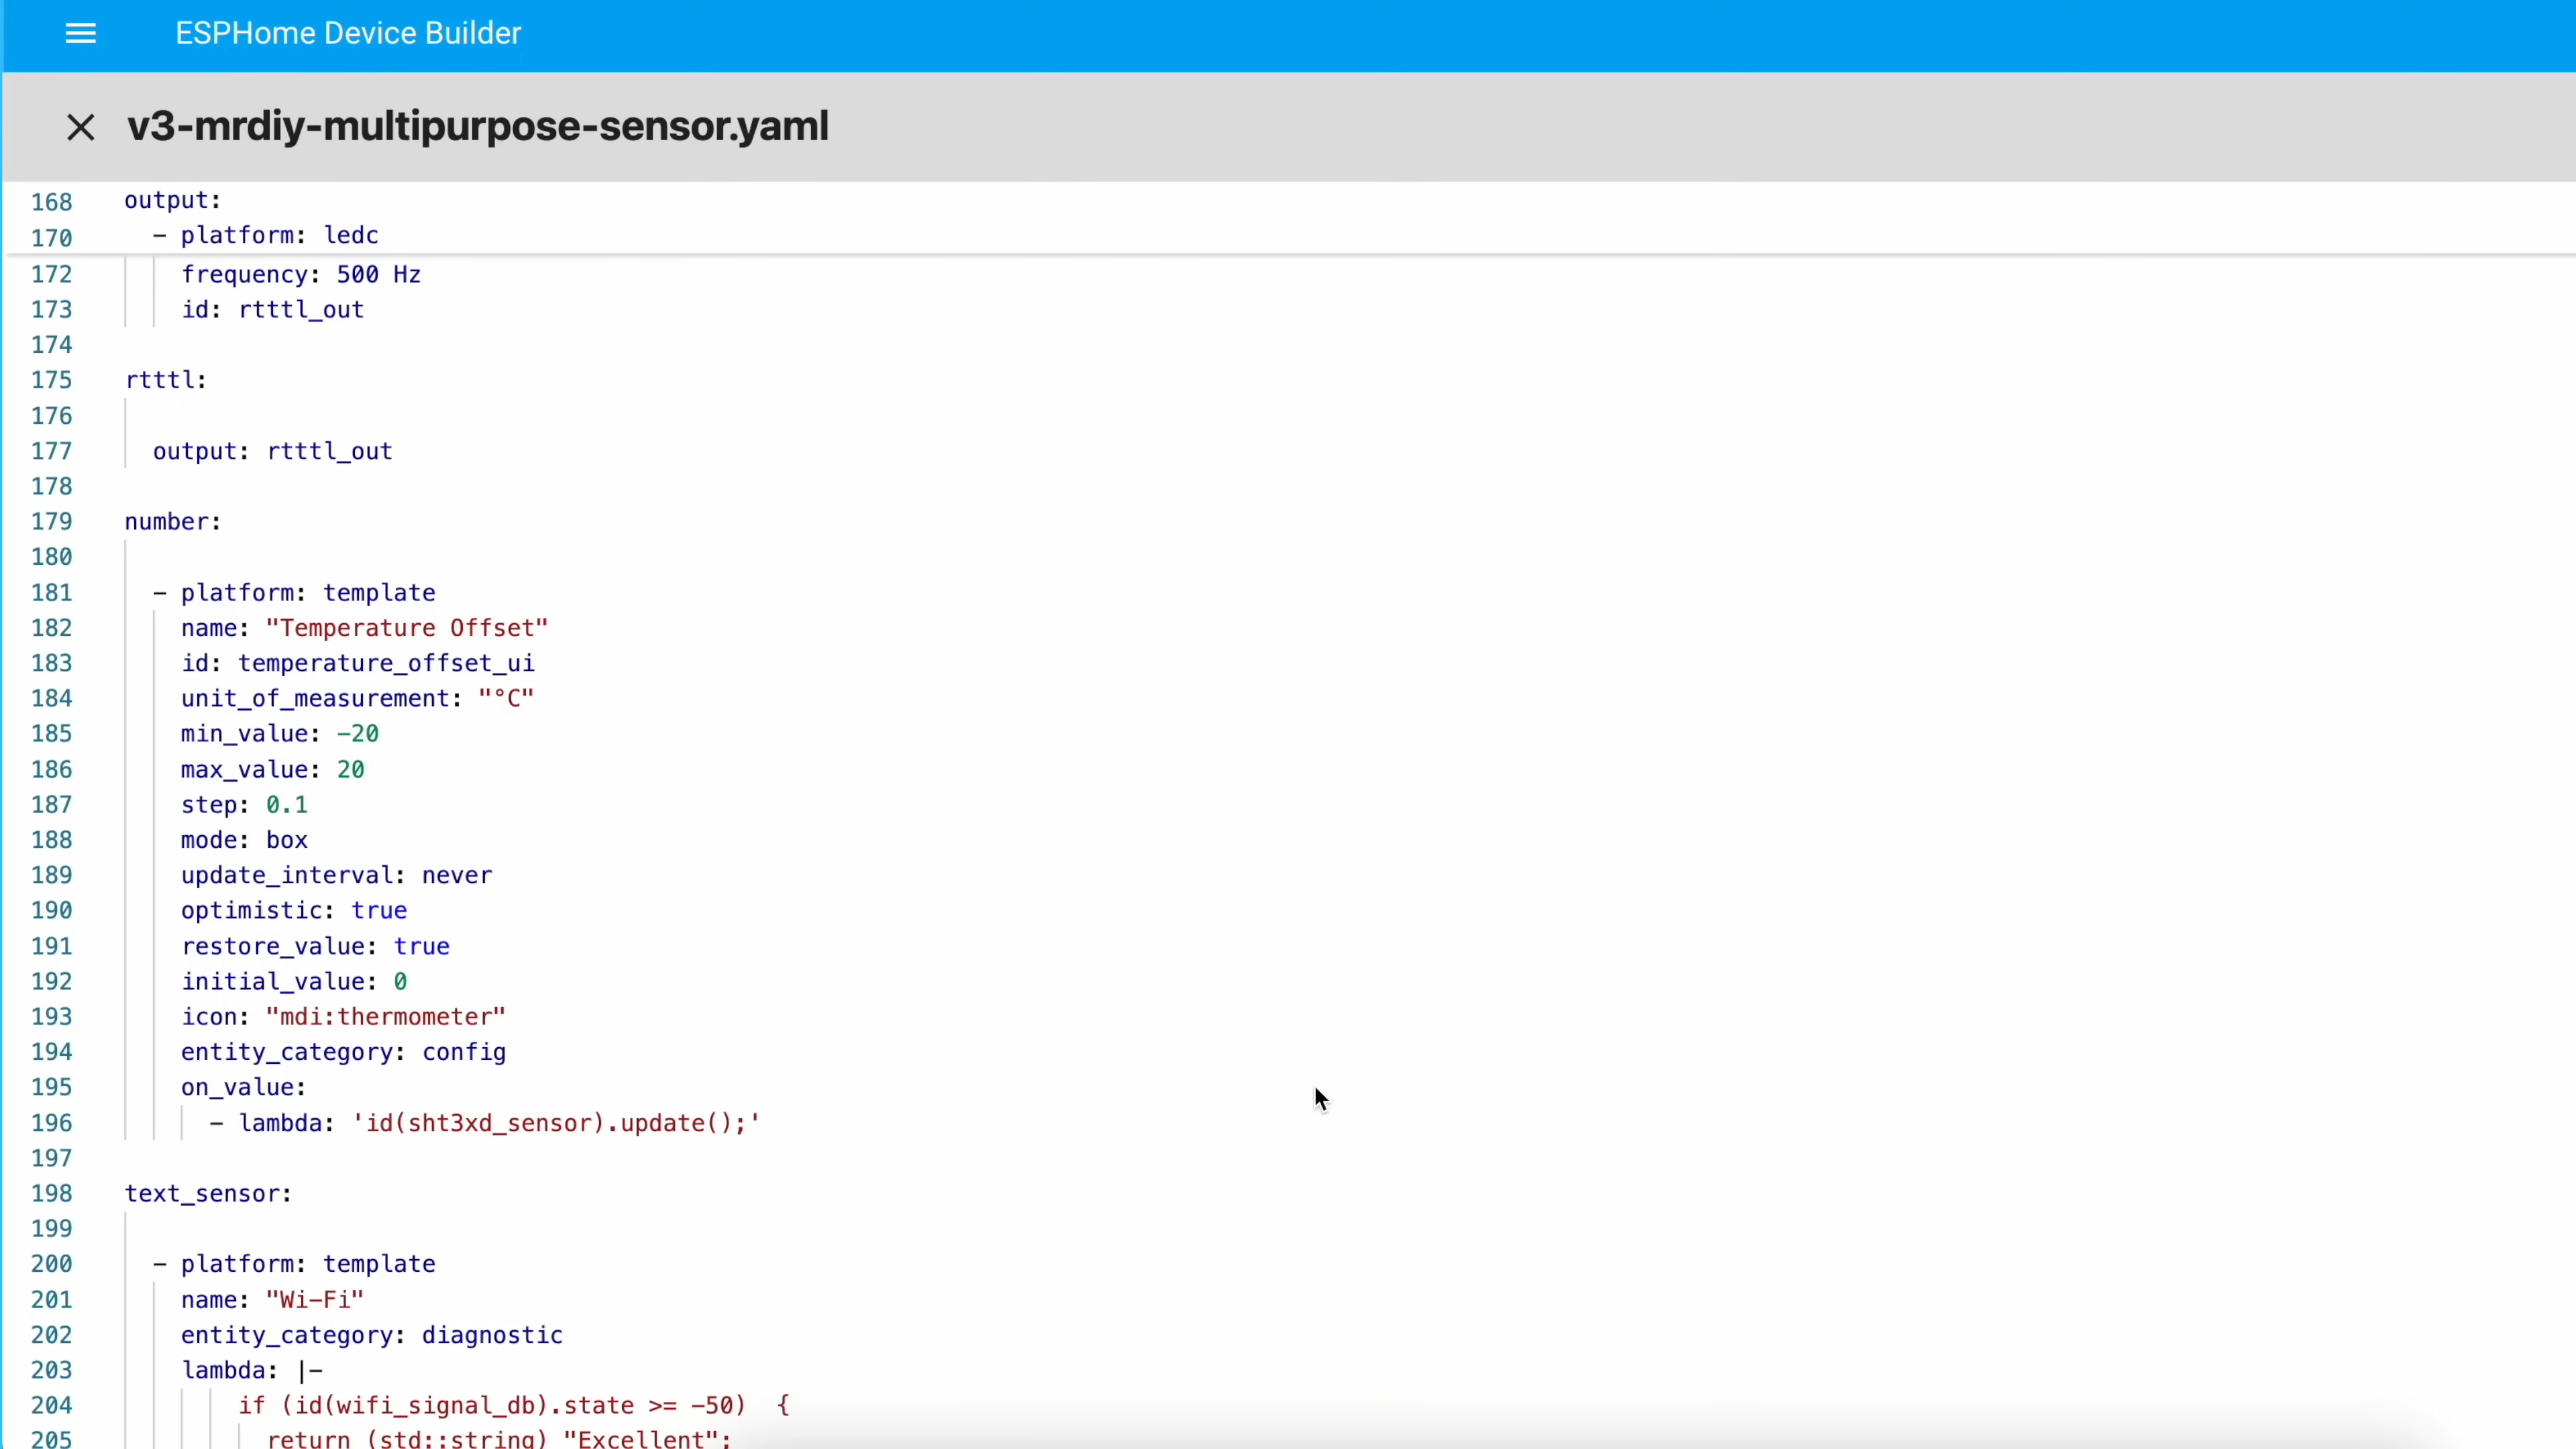 ESPHome Device Builder
v3-mrdiy-multipurpose-sensor.yaml
168 output:
170   - platform: ledc
172     frequency: 500 Hz
173     id: rtttl_out
174
175 rtttl:
176
177   output: rtttl_out
178
179 number:
180
181   - platform: template
182     name: "Temperature Offset"
183     id: temperature_offset_ui
184     unit_of_measurement: "°C"
185     min_value: -20
186     max_value: 20
187     step: 0.1
188     mode: box
189     update_interval: never
190     optimistic: true
191     restore_value: true
192     initial_value: 0
193     icon: "mdi:thermometer"
194     entity_category: config
195     on_value:
196       - lambda: 'id(sht3xd_sensor).update();'
197
198 text_sensor:
199
200   - platform: template
201     name: "Wi-Fi"
202     entity_category: diagnostic
203     lambda: |-
204         if (id(wifi_signal_db).state >= -50)  {
205           return (std::string) "Excellent";